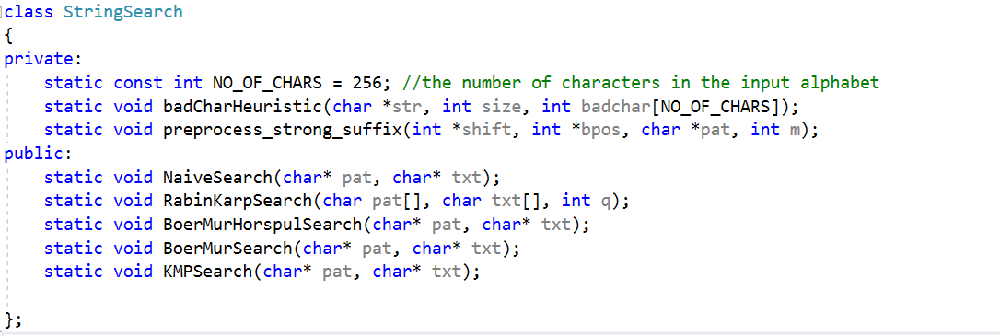 class StringSearch
{
private:
    static const int NO_OF_CHARS = 256; //the number of characters in the input alphabet
    static void badCharHeuristic(char *str, int size, int badchar[NO_OF_CHARS]);
    static void preprocess_strong_suffix(int *shift, int *bpos, char *pat, int m);
public:
    static void NaiveSearch(char* pat, char* txt);
    static void RabinKarpSearch(char pat[], char txt[], int q);
    static void BoerMurHorspulSearch(char* pat, char* txt);
    static void BoerMurSearch(char* pat, char* txt);
    static void KMPSearch(char* pat, char* txt);
};